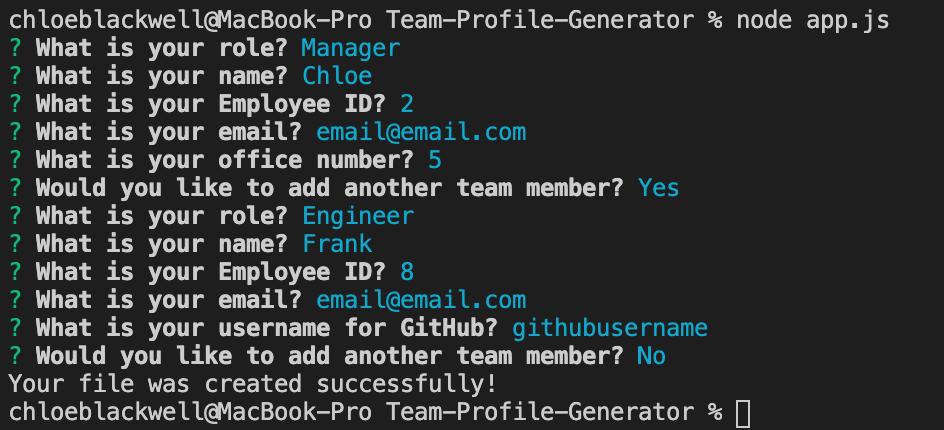 chloeblackwell@MacBook-Pro Team-Profile-Generator % node app.js
? What is your role? Manager
? What is your name? Chloe
? What is your Employee ID? 2
? What is your email? email@email.com
? What is your office number? 5
? Would you like to add another team member? Yes
? What is your role? Engineer
? What is your name? Frank
? What is your Employee ID? 8
? What is your email? email@email.com
? What is your username for GitHub? githubusername
? Would you like to add another team member? No
Your file was created successfully!
chloeblackwell@MacBook-Pro Team-Profile-Generator %